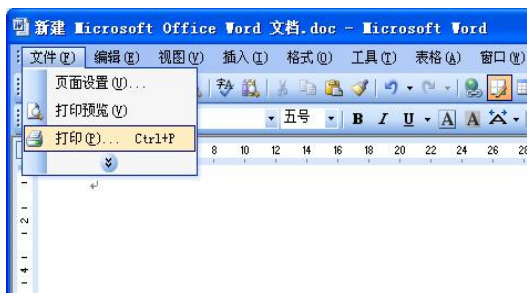 新建 Microsoft Office Word 文档.doc - Microsoft Word
文件(F) 编辑(E) 视图(V) 插入(I) 格式(O) 工具(T) 表格(A) 窗口(W)
页面设置(U)...
打印预览(V)
五号 B I U A A
打印(P)... Ctrl+P
8 10 12 14 16 18 20 22 24 26 28
2
4